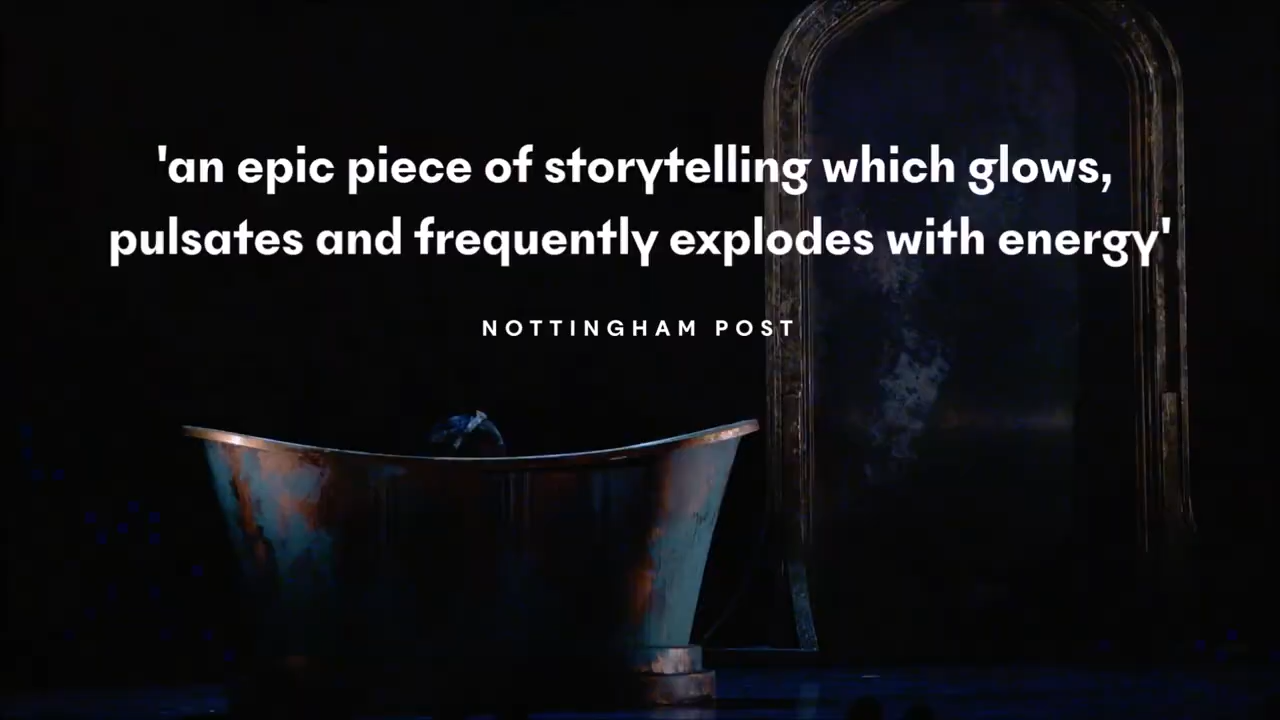 'an epic piece of storytelling which glows,
pulsates and frequently explodes with energy'
NOTTINGHAM POST